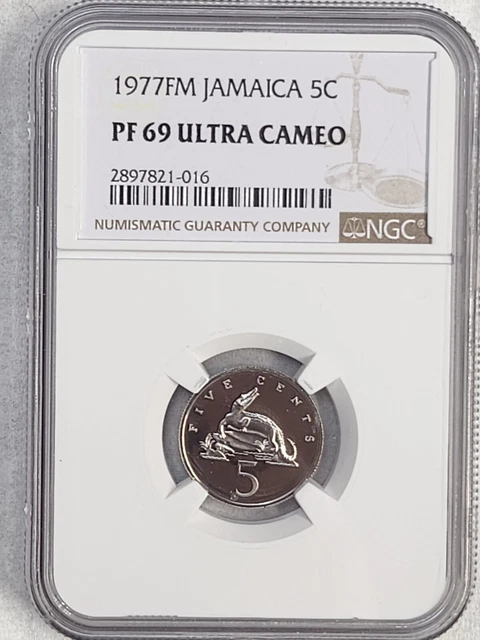 1977FM JAMAICA 5C
PF 69 ULTRA CAMEO
2897821-016
NUMISMATIC GUARANTY COMPANY
NGC®
FIVE CENTS
5